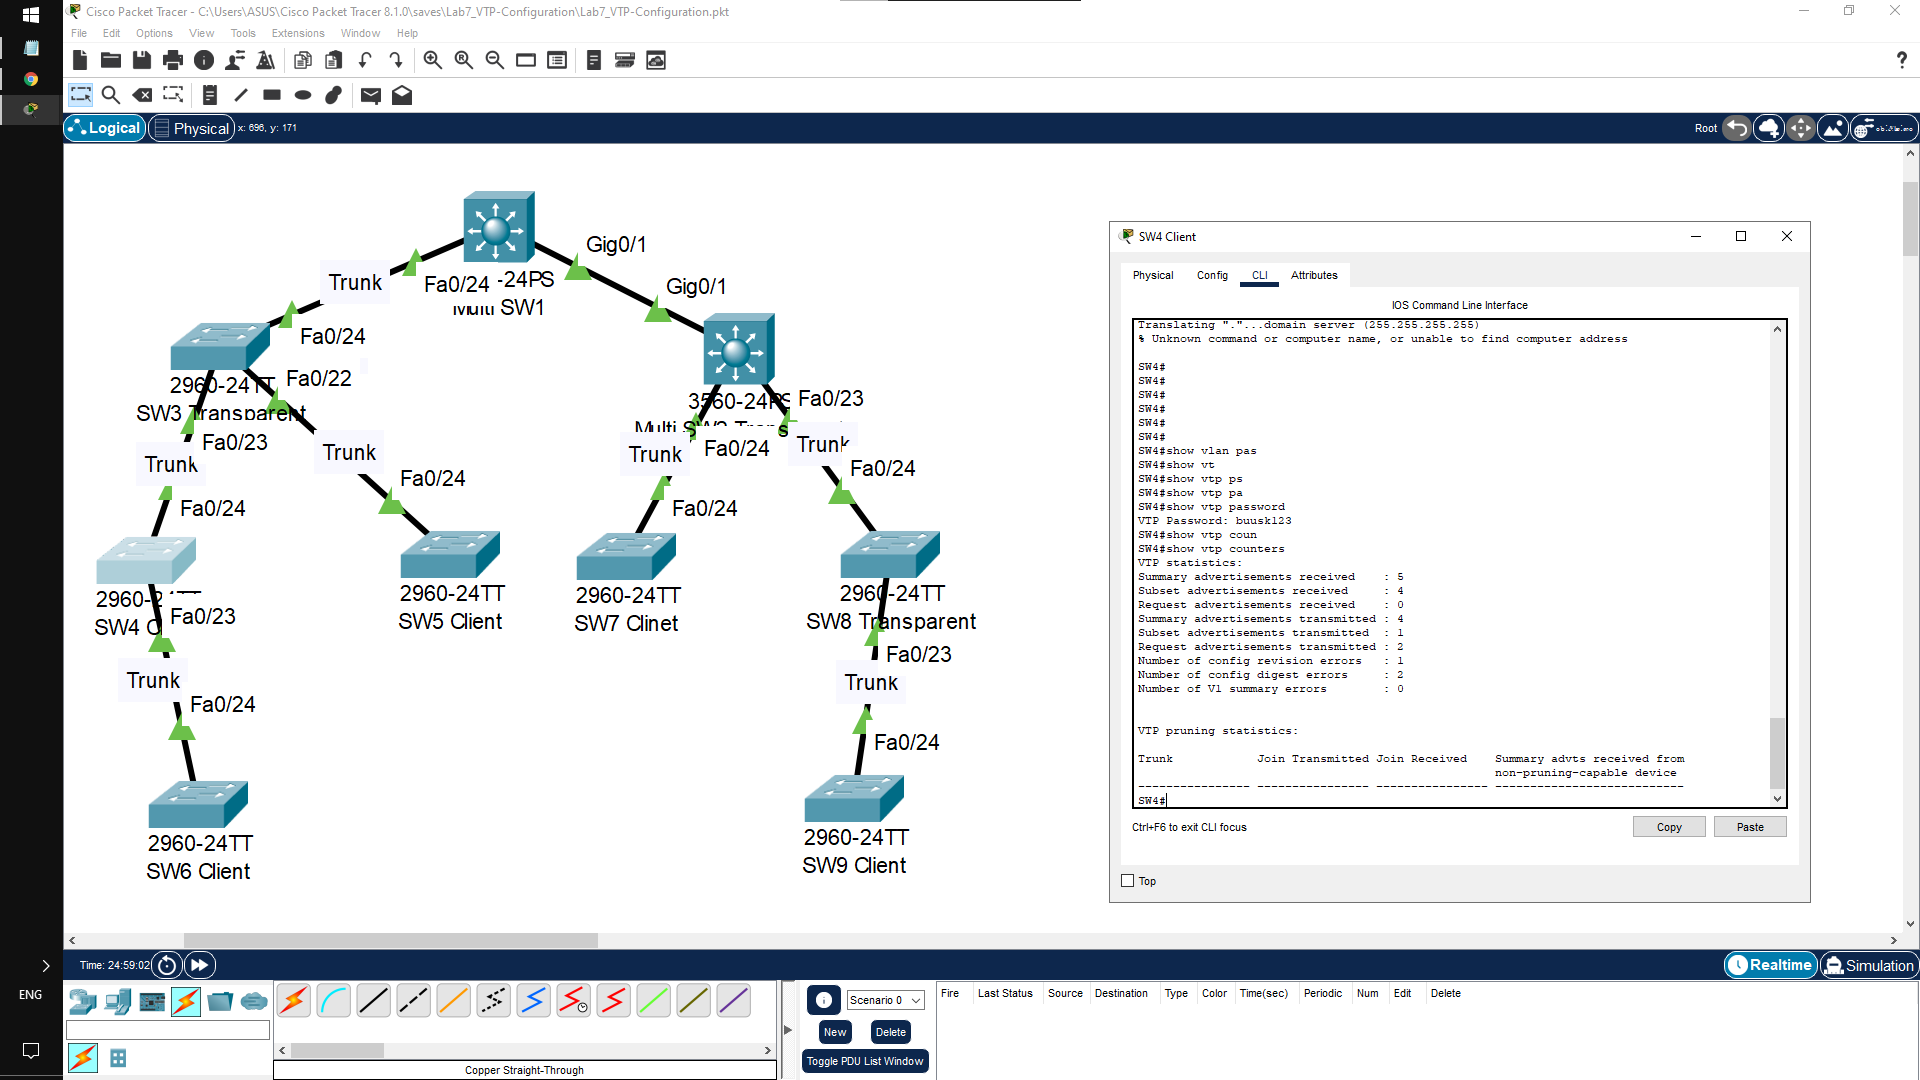 Cisco Packet Tracer - C:\Users\ASUS\Cisco Packet Tracer 8.1.0\saves\Lab7_VTP-Configuration\Lab7_VTP-Configuration.pkt
File Edit Options View Tools Extensions Window Help
Logical Physical x: 696, y: 171
Root
Gig0/1
Trunk
Fa0/24 -24PS
Multi SW1
Gig0/1
Fa0/24
Fa0/22
2960-24TT
SW3 Transparent
3560-24PS
Fa0/23
Fa0/23
Trunk
Trunk
Multi
Fa0/24
Trunk
Trunk
Fa0/24
Fa0/24
Fa0/24
Fa0/24
SW4
Fa0/23
2960-24TT
SW5 Client
2960-24TT
SW7 Clinet
2960-24TT
SW8 Transparent
Fa0/23
Trunk
Trunk
Fa0/24
Fa0/24
2960-24TT
SW6 Client
2960-24TT
SW9 Client
SW4 Client
Physical Config CLI Attributes
IOS Command Line Interface
Translating "."...domain server (255.255.255.255)
% Unknown command or computer name, or unable to find computer address
SW4#
SW4#
SW4#
SW4#
SW4#
SW4#
SW4#show vlan pas
SW4#show vt
SW4#show vtp ps
SW4#show vtp pa
SW4#show vtp password
VTP Password: buusk123
SW4#show vtp coun
SW4#show vtp counters
VTP statistics:
Summary advertisements received : 5
Subset advertisements received : 4
Request advertisements received : 0
Summary advertisements transmitted : 4
Subset advertisements transmitted : 1
Request advertisements transmitted : 2
Number of config revision errors : 1
Number of config digest errors : 2
Number of V1 summary errors : 0
VTP pruning statistics:
Trunk Join Transmitted Join Received Summary advts received from
non-pruning-capable device
---------------- ---------------- ---------------- ---------------------------
SW4#
Ctrl+F6 to exit CLI focus
Copy Paste
Top
Time: 24:59:02
Realtime Simulation
ENG
Scenario 0
New Delete
Toggle PDU List Window
Fire Last Status Source Destination Type Color Time(sec) Periodic Num Edit Delete
Copper Straight-Through